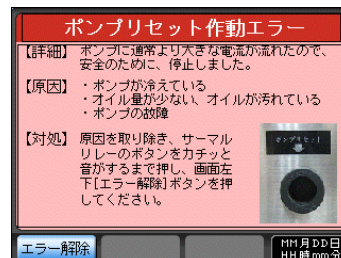 ポンプリセット作動エラー
【詳細】 ポンプに通常より大きな電流が流れたので、
安全のために、停止しました。
【原因】 ・ポンプが冷えている
・オイル量が少ない、オイルが汚れている
・ポンプの故障
【対処】 原因を取り除き、サーマル
リレーのボタンをカチッと
音がするまで押し、画面左
下[エラー解除]ボタンを押
してください。
ポンプリセット
エラー解除
MM月DD日
HH時mm分